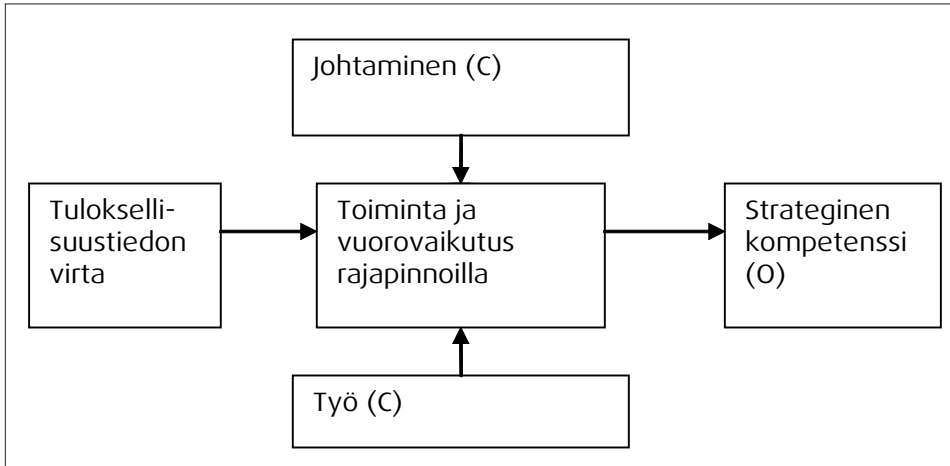 Johtaminen (C)
Tulokselli-
suustiedon
virta
Toiminta ja
vuorovaikutus
rajapinnoilla
Strateginen
kompetenssi
(O)
Työ (C)